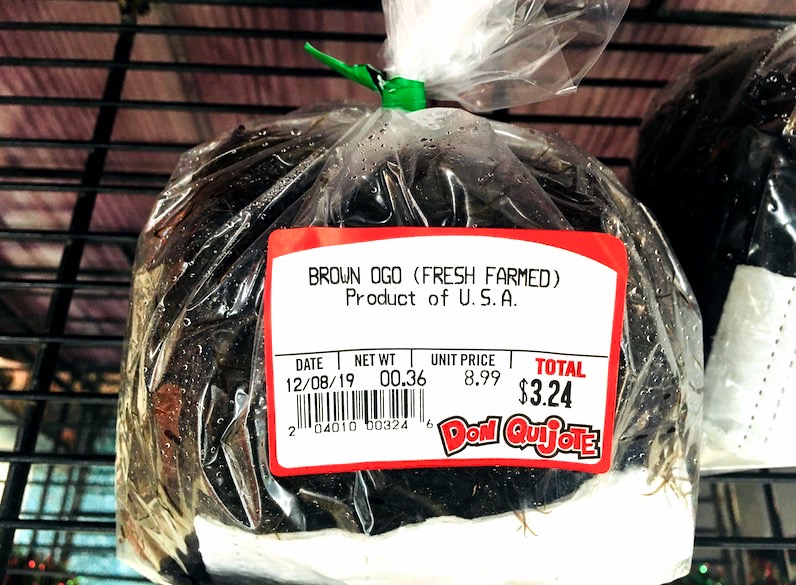 BROWN OGO (FRESH FARMED)
Product of U.S.A.
DATE NET WT UNIT PRICE TOTAL
12/08/19 00.36 8.99 $3.24
2 04010 00324 6
Don Quijote